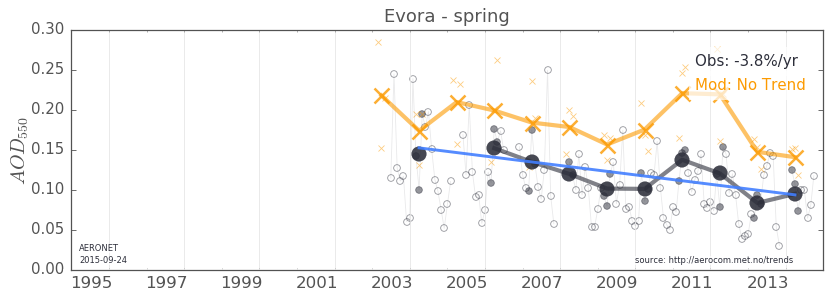 Evora - spring
0.30
0.25
0.20
0.15
0.10
0.05
0.00
AOD550
Obs: -3.8%/yr
Mod: No Trend
AERONET
2015-09-24
source: http://aerocom.met.no/trends
1995 1997 1999 2001 2003 2005 2007 2009 2011 2013